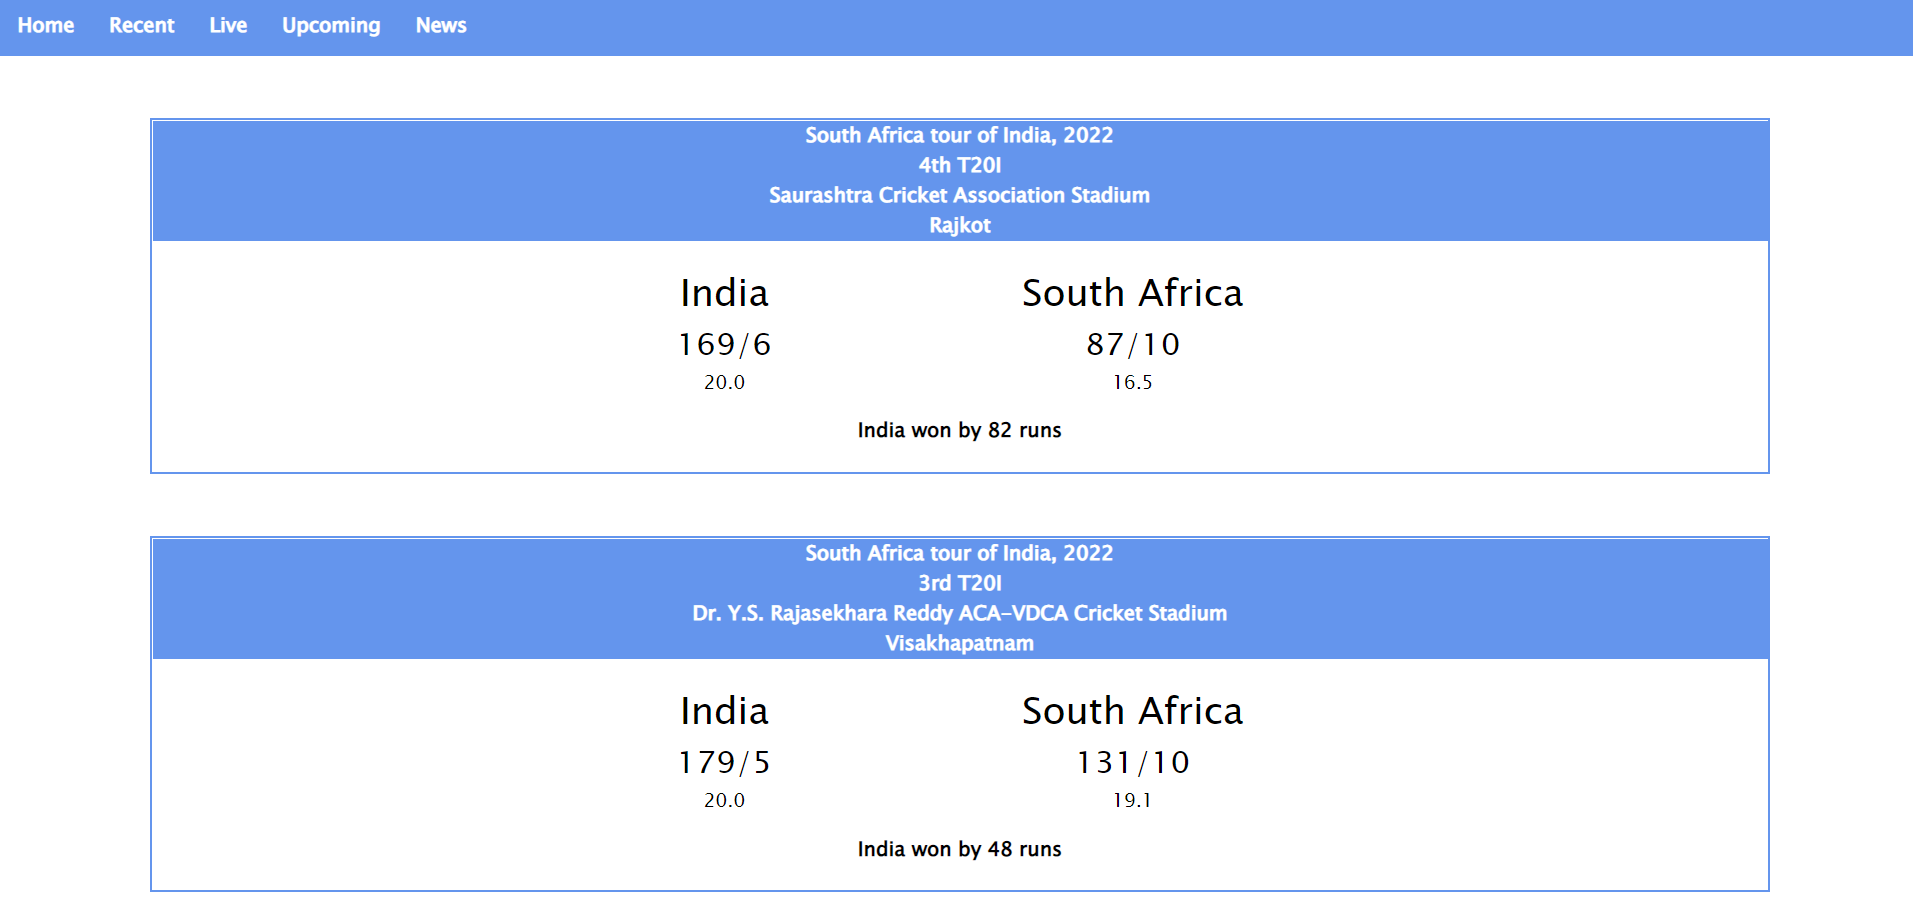 Home Recent Live Upcoming News
South Africa tour of India, 2022
4th T20I
Saurashtra Cricket Association Stadium
Rajkot
India South Africa
169/6 87/10
20.0 16.5
India won by 82 runs
South Africa tour of India, 2022
3rd T20I
Dr. Y.S. Rajasekhara Reddy ACA-VDCA Cricket Stadium
Visakhapatnam
India South Africa
179/5 131/10
20.0 19.1
India won by 48 runs